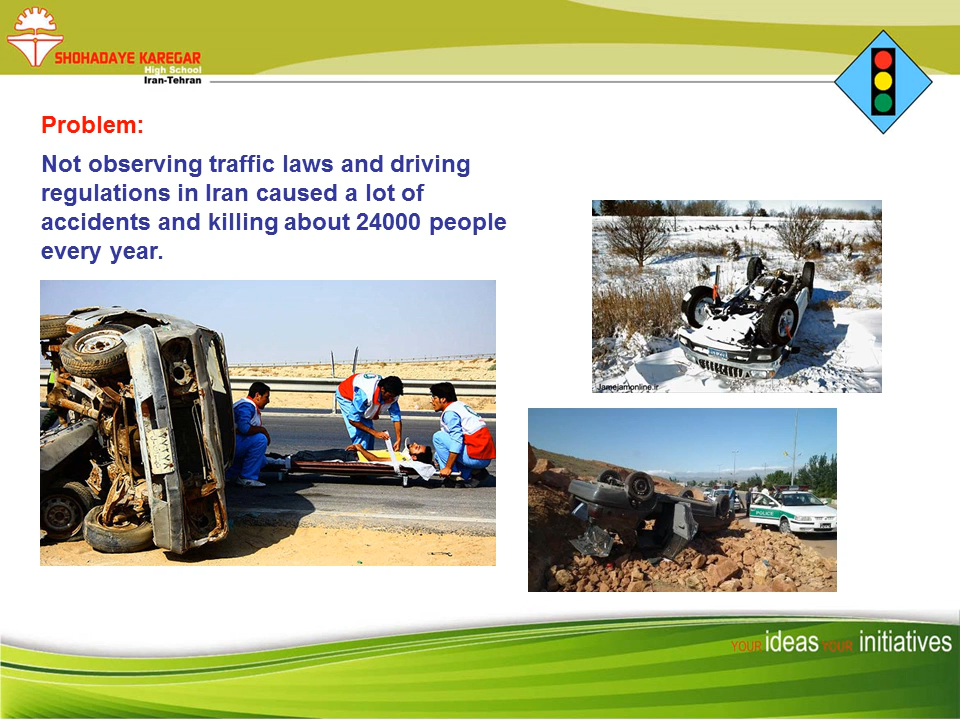 SHOHADAYE KAREGAR
High School
Iran-Tehran
Problem:
Not observing traffic laws and driving
regulations in Iran caused a lot of
accidents and killing about 24000 people
every year.
Jamejamonline.ir
POLICE
YOUR ideas YOUR initiatives